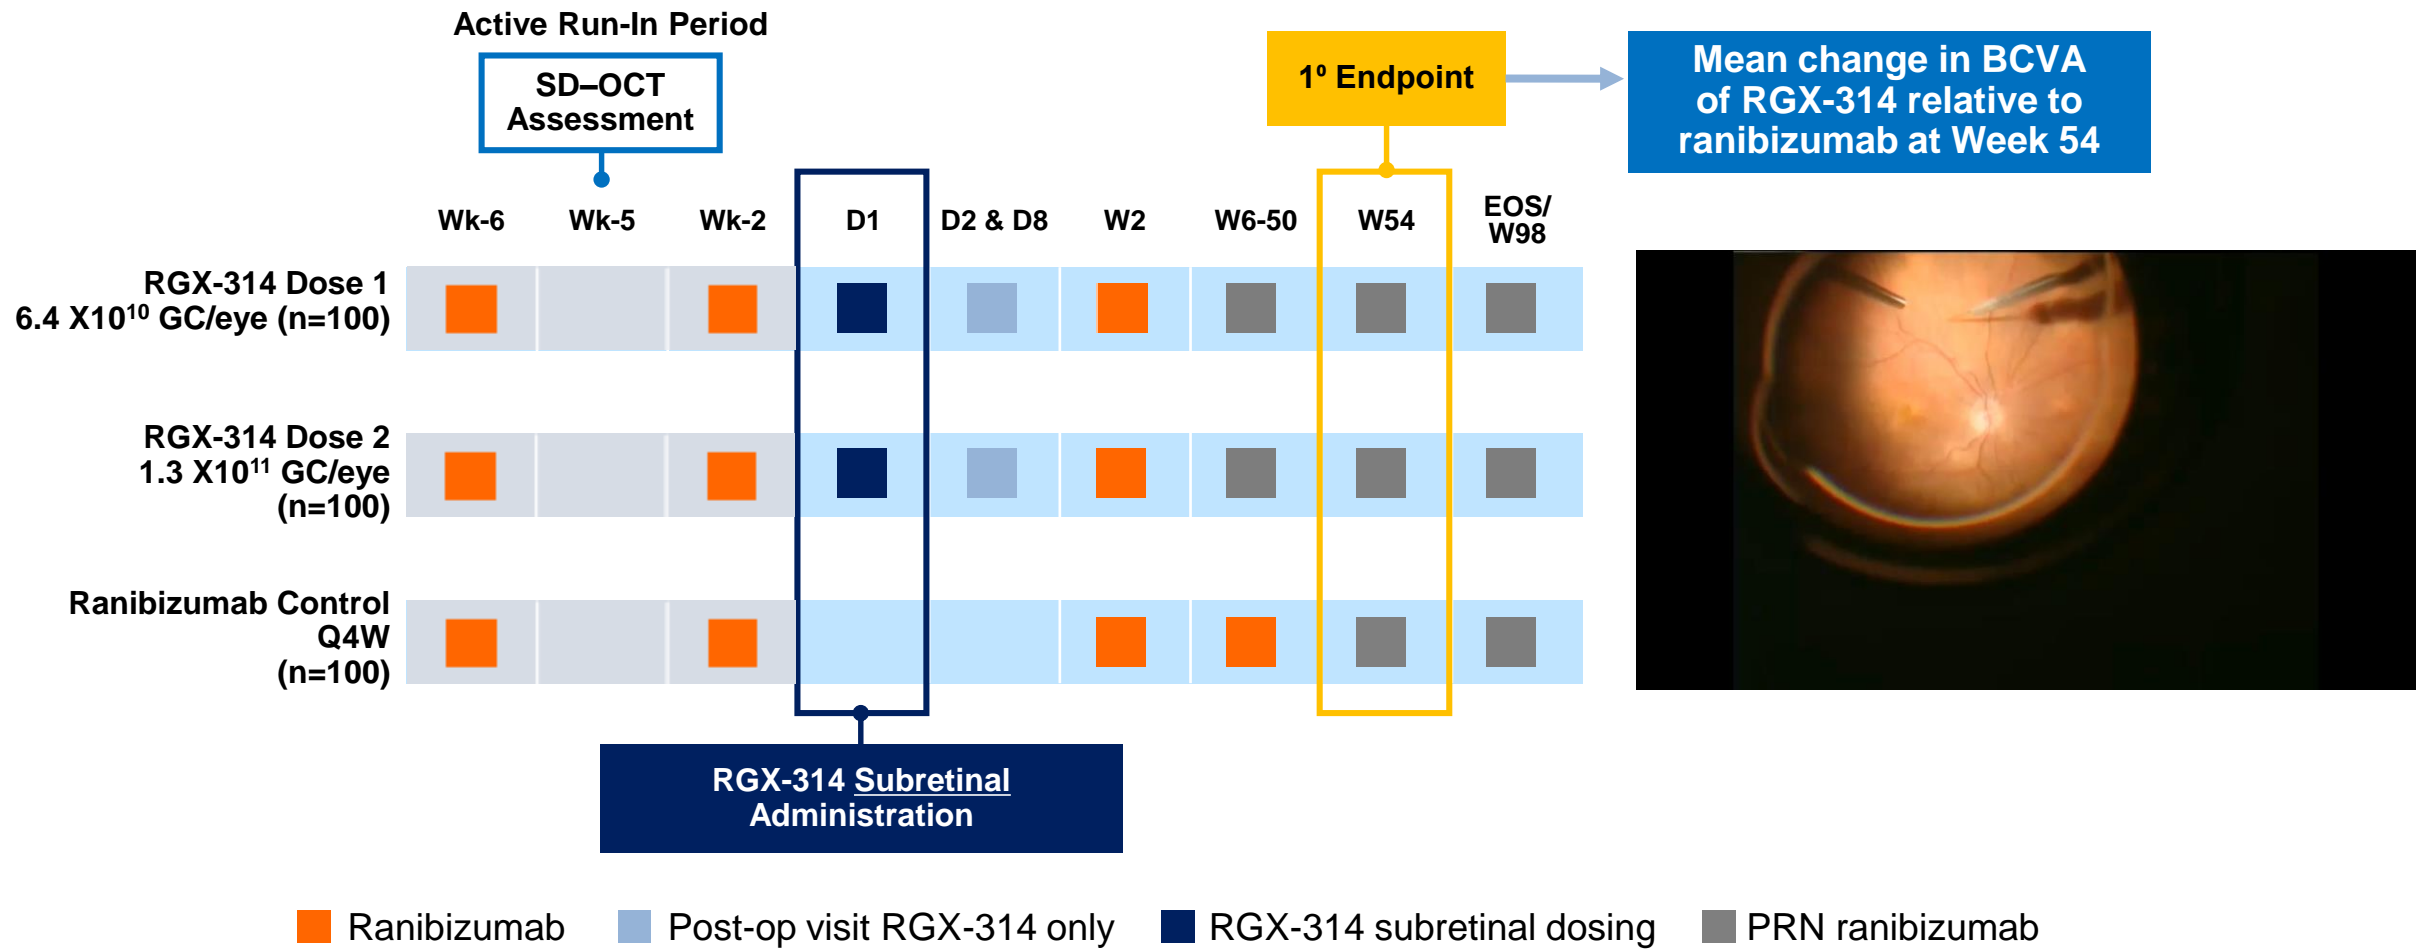 Active Run-In Period
SD–OCT
Assessment
1⁰ Endpoint
Mean change in BCVA
of RGX-314 relative to
ranibizumab at Week 54
Wk-6 Wk-5 Wk-2 D1 D2 & D8 W2 W6-50 W54 EOS/
W98
RGX-314 Dose 1
6.4 X10¹⁰ GC/eye (n=100)
RGX-314 Dose 2
1.3 X10¹¹ GC/eye
(n=100)
Ranibizumab Control
Q4W
(n=100)
RGX-314 Subretinal
Administration
Ranibizumab Post-op visit RGX-314 only RGX-314 subretinal dosing PRN ranibizumab